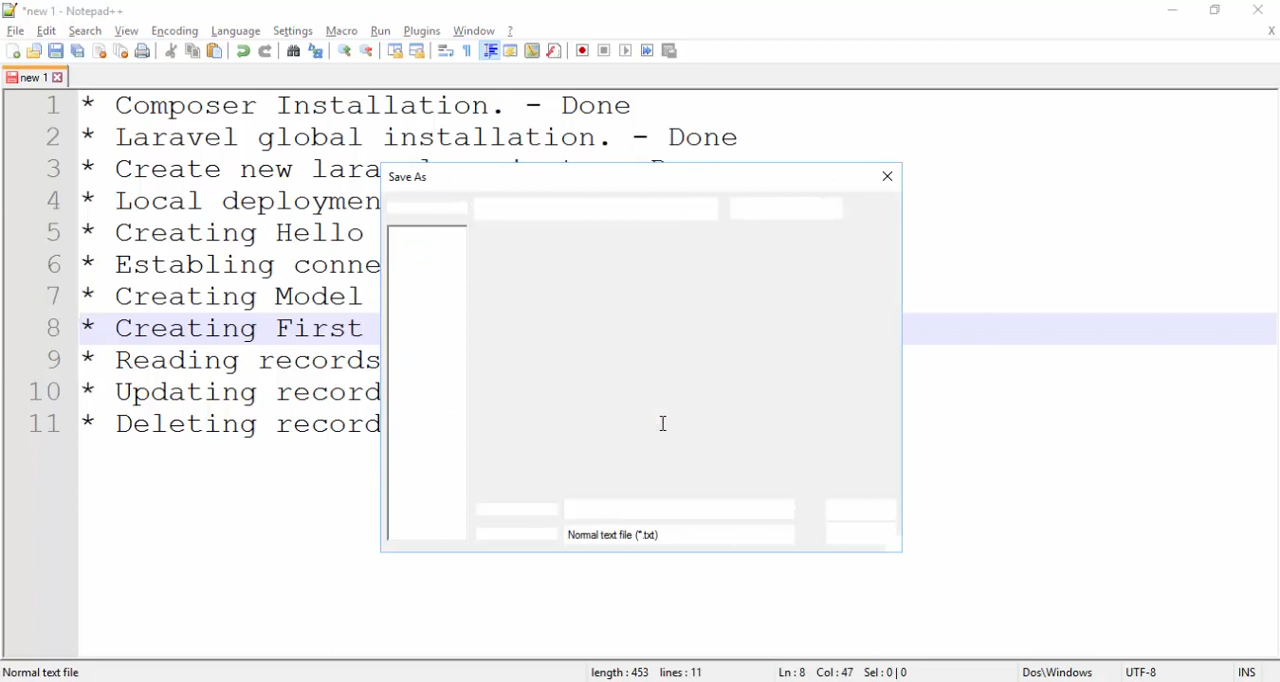 *new 1 - Notepad++
File Edit Search View Encoding Language Settings Macro Run Plugins Window ? X
new 1
1 * Composer Installation. - Done
2 * Laravel global installation. - Done
3 * Create new lara
Save As
4 * Local deploymen
5 * Creating Hello
6 * Establing conne
7 * Creating Model
8 * Creating First
9 * Reading records
10 * Updating record
11 * Deleting record
Normal text file (*.txt)
Normal text file length : 453 lines : 11 Ln : 8 Col : 47 Sel : 0 | 0 Dos\Windows UTF-8 INS